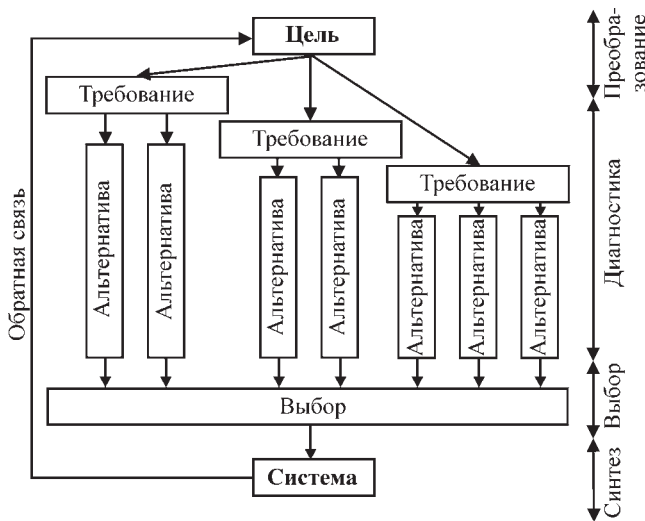 Цель
Требование
Требование
Требование
Альтернатива
Альтернатива
Альтернатива
Альтернатива
Альтернатива
Альтернатива
Альтернатива
Выбор
Система
Обратная связь
Преобра-
зование
Диагностика
Выбор
Синтез